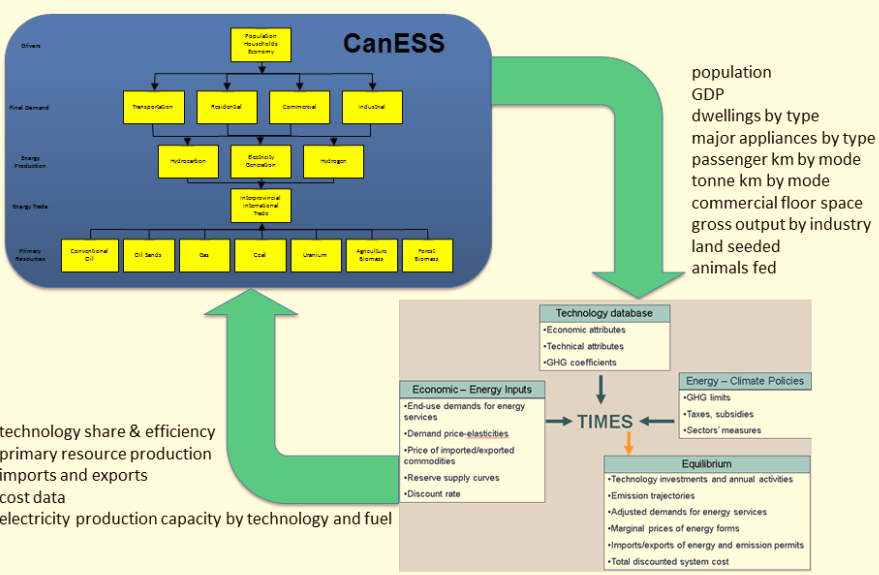 CanESS
Drivers
Population
Households
Economy
Final Demand
Transportation
Residential
Commercial
Industrial
Energy
Production
Hydrocarbon
Electricity
Generation
Hydrogen
Energy Trade
Interprovincial
International
Trade
Primary
Resources
Conventional
Oil
Oil Sands
Gas
Coal
Uranium
Agriculture
Biomass
Forest
Biomass
population
GDP
dwellings by type
major appliances by type
passenger km by mode
tonne km by mode
commercial floor space
gross output by industry
land seeded
animals fed
Technology database
•Economic attributes
•Technical attributes
•GHG coefficients
Economic – Energy Inputs
•End-use demands for energy
services
•Demand price-elasticities
•Price of imported/exported
commodities
•Reserve supply curves
•Discount rate
TIMES
Energy – Climate Policies
•GHG limits
•Taxes, subsidies
•Sectors' measures
Equilibrium
•Technology investments and annual activities
•Emission trajectories
•Adjusted demands for energy services
•Marginal prices of energy forms
•Imports/exports of energy and emission permits
•Total discounted system cost
technology share & efficiency
primary resource production
imports and exports
cost data
electricity production capacity by technology and fuel